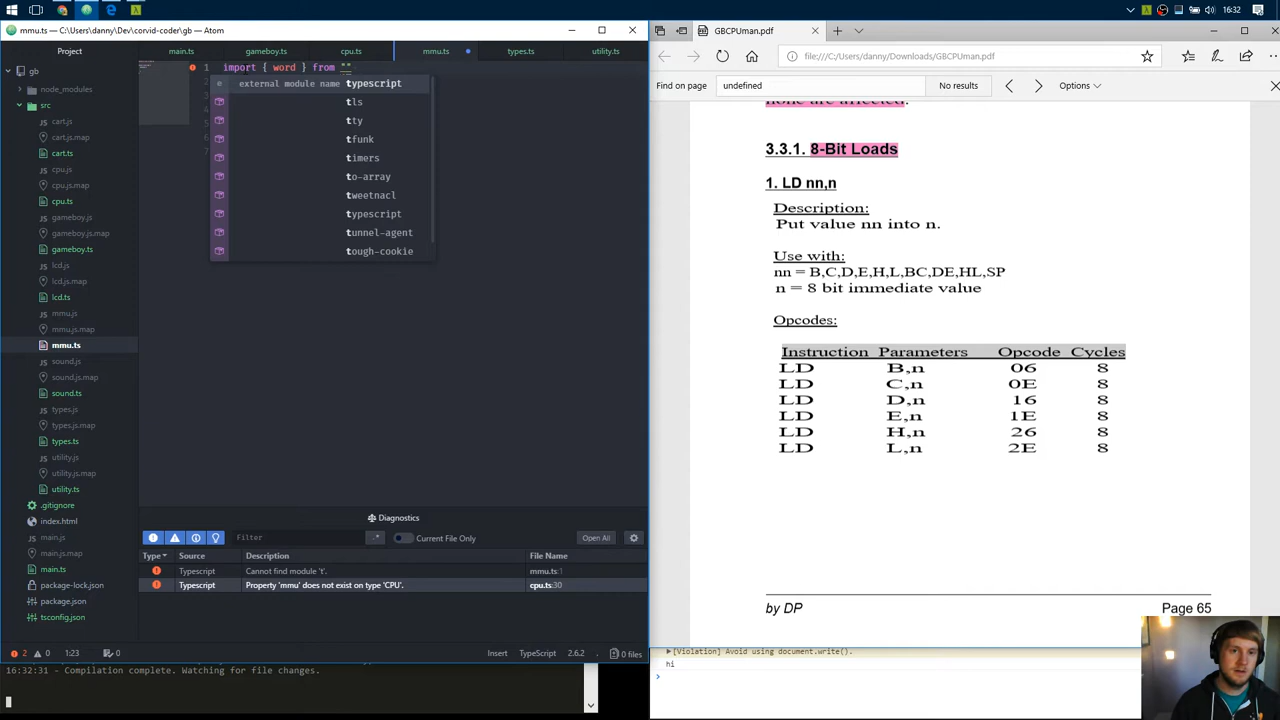 16:32
mmu.ts — C:\Users\danny\Dev\corvid-coder\gb — Atom
Project
main.ts
gameboy.ts
cpu.ts
mmu.ts
types.ts
utility.ts
gb
node_modules
src
cart.js
cart.js.map
cart.ts
cpu.js
cpu.js.map
cpu.ts
gameboy.js
gameboy.js.map
gameboy.ts
lcd.js
lcd.js.map
lcd.ts
mmu.js
mmu.js.map
mmu.ts
sound.js
sound.js.map
sound.ts
types.js
types.js.map
types.ts
utility.js
utility.js.map
utility.ts
.gitignore
index.html
main.js
main.js.map
main.ts
package-lock.json
package.json
tsconfig.json
1 import { word } from ""
e external module name typescript
tls
tty
tfunk
timers
to-array
tweetnacl
typescript
tunnel-agent
tough-cookie
Diagnostics
Filter
.*
Current File Only
Open All
Type Source Description File Name
Typescript Cannot find module 't'. mmu.ts:1
Typescript Property 'mmu' does not exist on type 'CPU'. cpu.ts:30
2 0 1:23 0 Insert TypeScript 2.6.2 0 files
16:32:31 - Compilation complete. Watching for file changes.
GBCPUman.pdf
file:///C:/Users/danny/Downloads/GBCPUman.pdf
Find on page undefined No results Options
none are affected.
3.3.1. 8-Bit Loads
1. LD nn,n
Description:
Put value nn into n.
Use with:
nn = B,C,D,E,H,L,BC,DE,HL,SP
n = 8 bit immediate value
Opcodes:
Instruction Parameters Opcode Cycles
LD B,n 06 8
LD C,n 0E 8
LD D,n 16 8
LD E,n 1E 8
LD H,n 26 8
LD L,n 2E 8
by DP Page 65
[Violation] Avoid using document.write().
hi